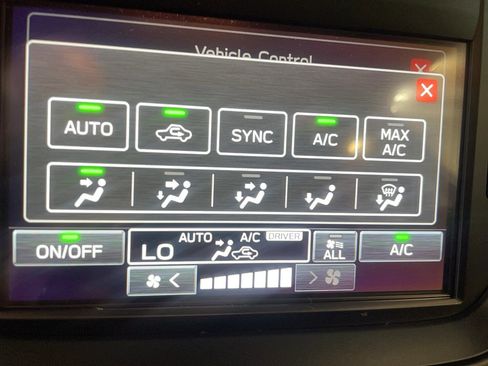 Vehicle Control
AUTO SYNC A/C MAX A/C
ON/OFF LO AUTO A/C DRIVER ALL A/C